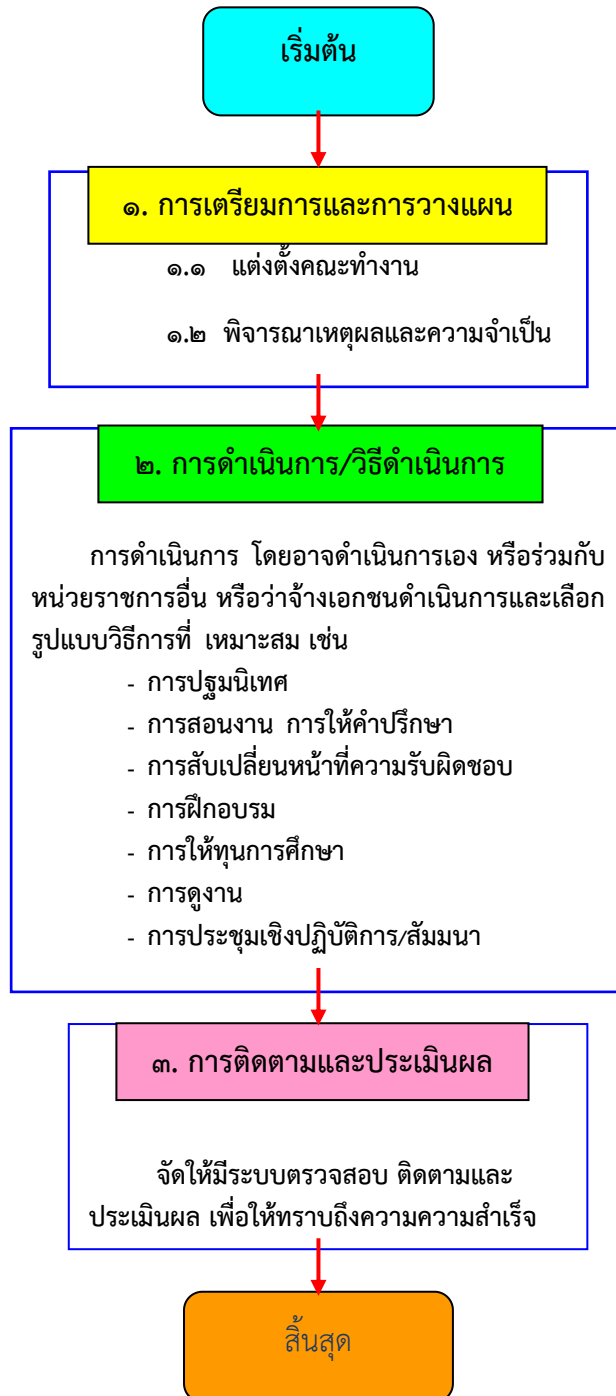 เริ่มต้น
๑. การเตรียมการและการวางแผน
๑.๑ แต่งตั้งคณะทำงาน
๑.๒ พิจารณาเหตุผลและความจำเป็น
๒. การดำเนินการ/วิธีดำเนินการ
การดำเนินการ โดยอาจดำเนินการเอง หรือร่วมกับ
หน่วยราชการอื่น หรือว่าจ้างเอกชนดำเนินการและเลือก
รูปแบบวิธีการที่ เหมาะสม เช่น
- การปฐมนิเทศ
- การสอนงาน การให้คำปรึกษา
- การสับเปลี่ยนหน้าที่ความรับผิดชอบ
- การฝึกอบรม
- การให้ทุนการศึกษา
- การดูงาน
- การประชุมเชิงปฏิบัติการ/สัมมนา
๓. การติดตามและประเมินผล
จัดให้มีระบบตรวจสอบ ติดตามและ
ประเมินผล เพื่อให้ทราบถึงความความสำเร็จ
สิ้นสุด